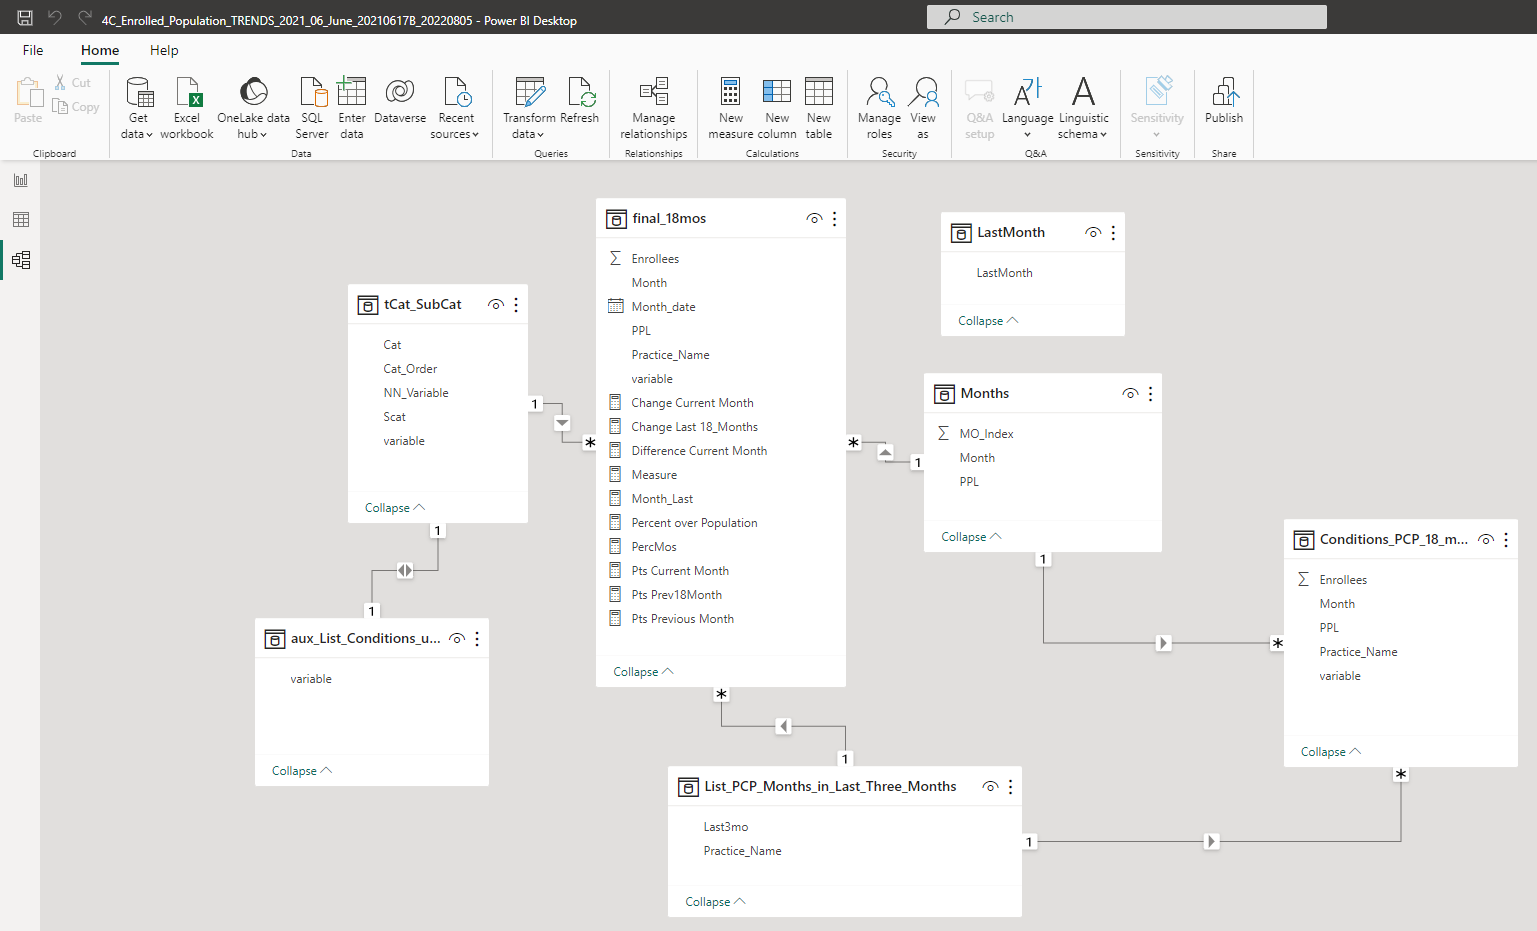 4C_Enrolled_Population_TRENDS_2021_06_June_20210617B_20220805 - Power BI Desktop
Search
File
Home
Help
Paste
Cut
Copy
Get data
Excel workbook
OneLake data hub
SQL Server
Enter data
Dataverse
Recent sources
Transform data
Refresh
Manage relationships
New measure
New column
New table
Manage roles
View as
Q&A setup
Language
Linguistic schema
Sensitivity
Publish
Clipboard
Data
Queries
Relationships
Calculations
Security
Q&A
Sensitivity
Share
final_18mos
Enrollees
Month
Month_date
PPL
Practice_Name
variable
Change Current Month
Change Last 18_Months
Difference Current Month
Measure
Month_Last
Percent over Population
PercMos
Pts Current Month
Pts Prev18Month
Pts Previous Month
Collapse
LastMonth
LastMonth
Collapse
tCat_SubCat
Cat
Cat_Order
NN_Variable
Scat
variable
Collapse
1
*
*
1
Months
MO_Index
Month
PPL
Collapse
1
1
1
*
Conditions_PCP_18_m...
Enrollees
Month
PPL
Practice_Name
variable
Collapse
aux_List_Conditions_u...
variable
Collapse
*
1
List_PCP_Months_in_Last_Three_Months
Last3mo
Practice_Name
Collapse
1
*